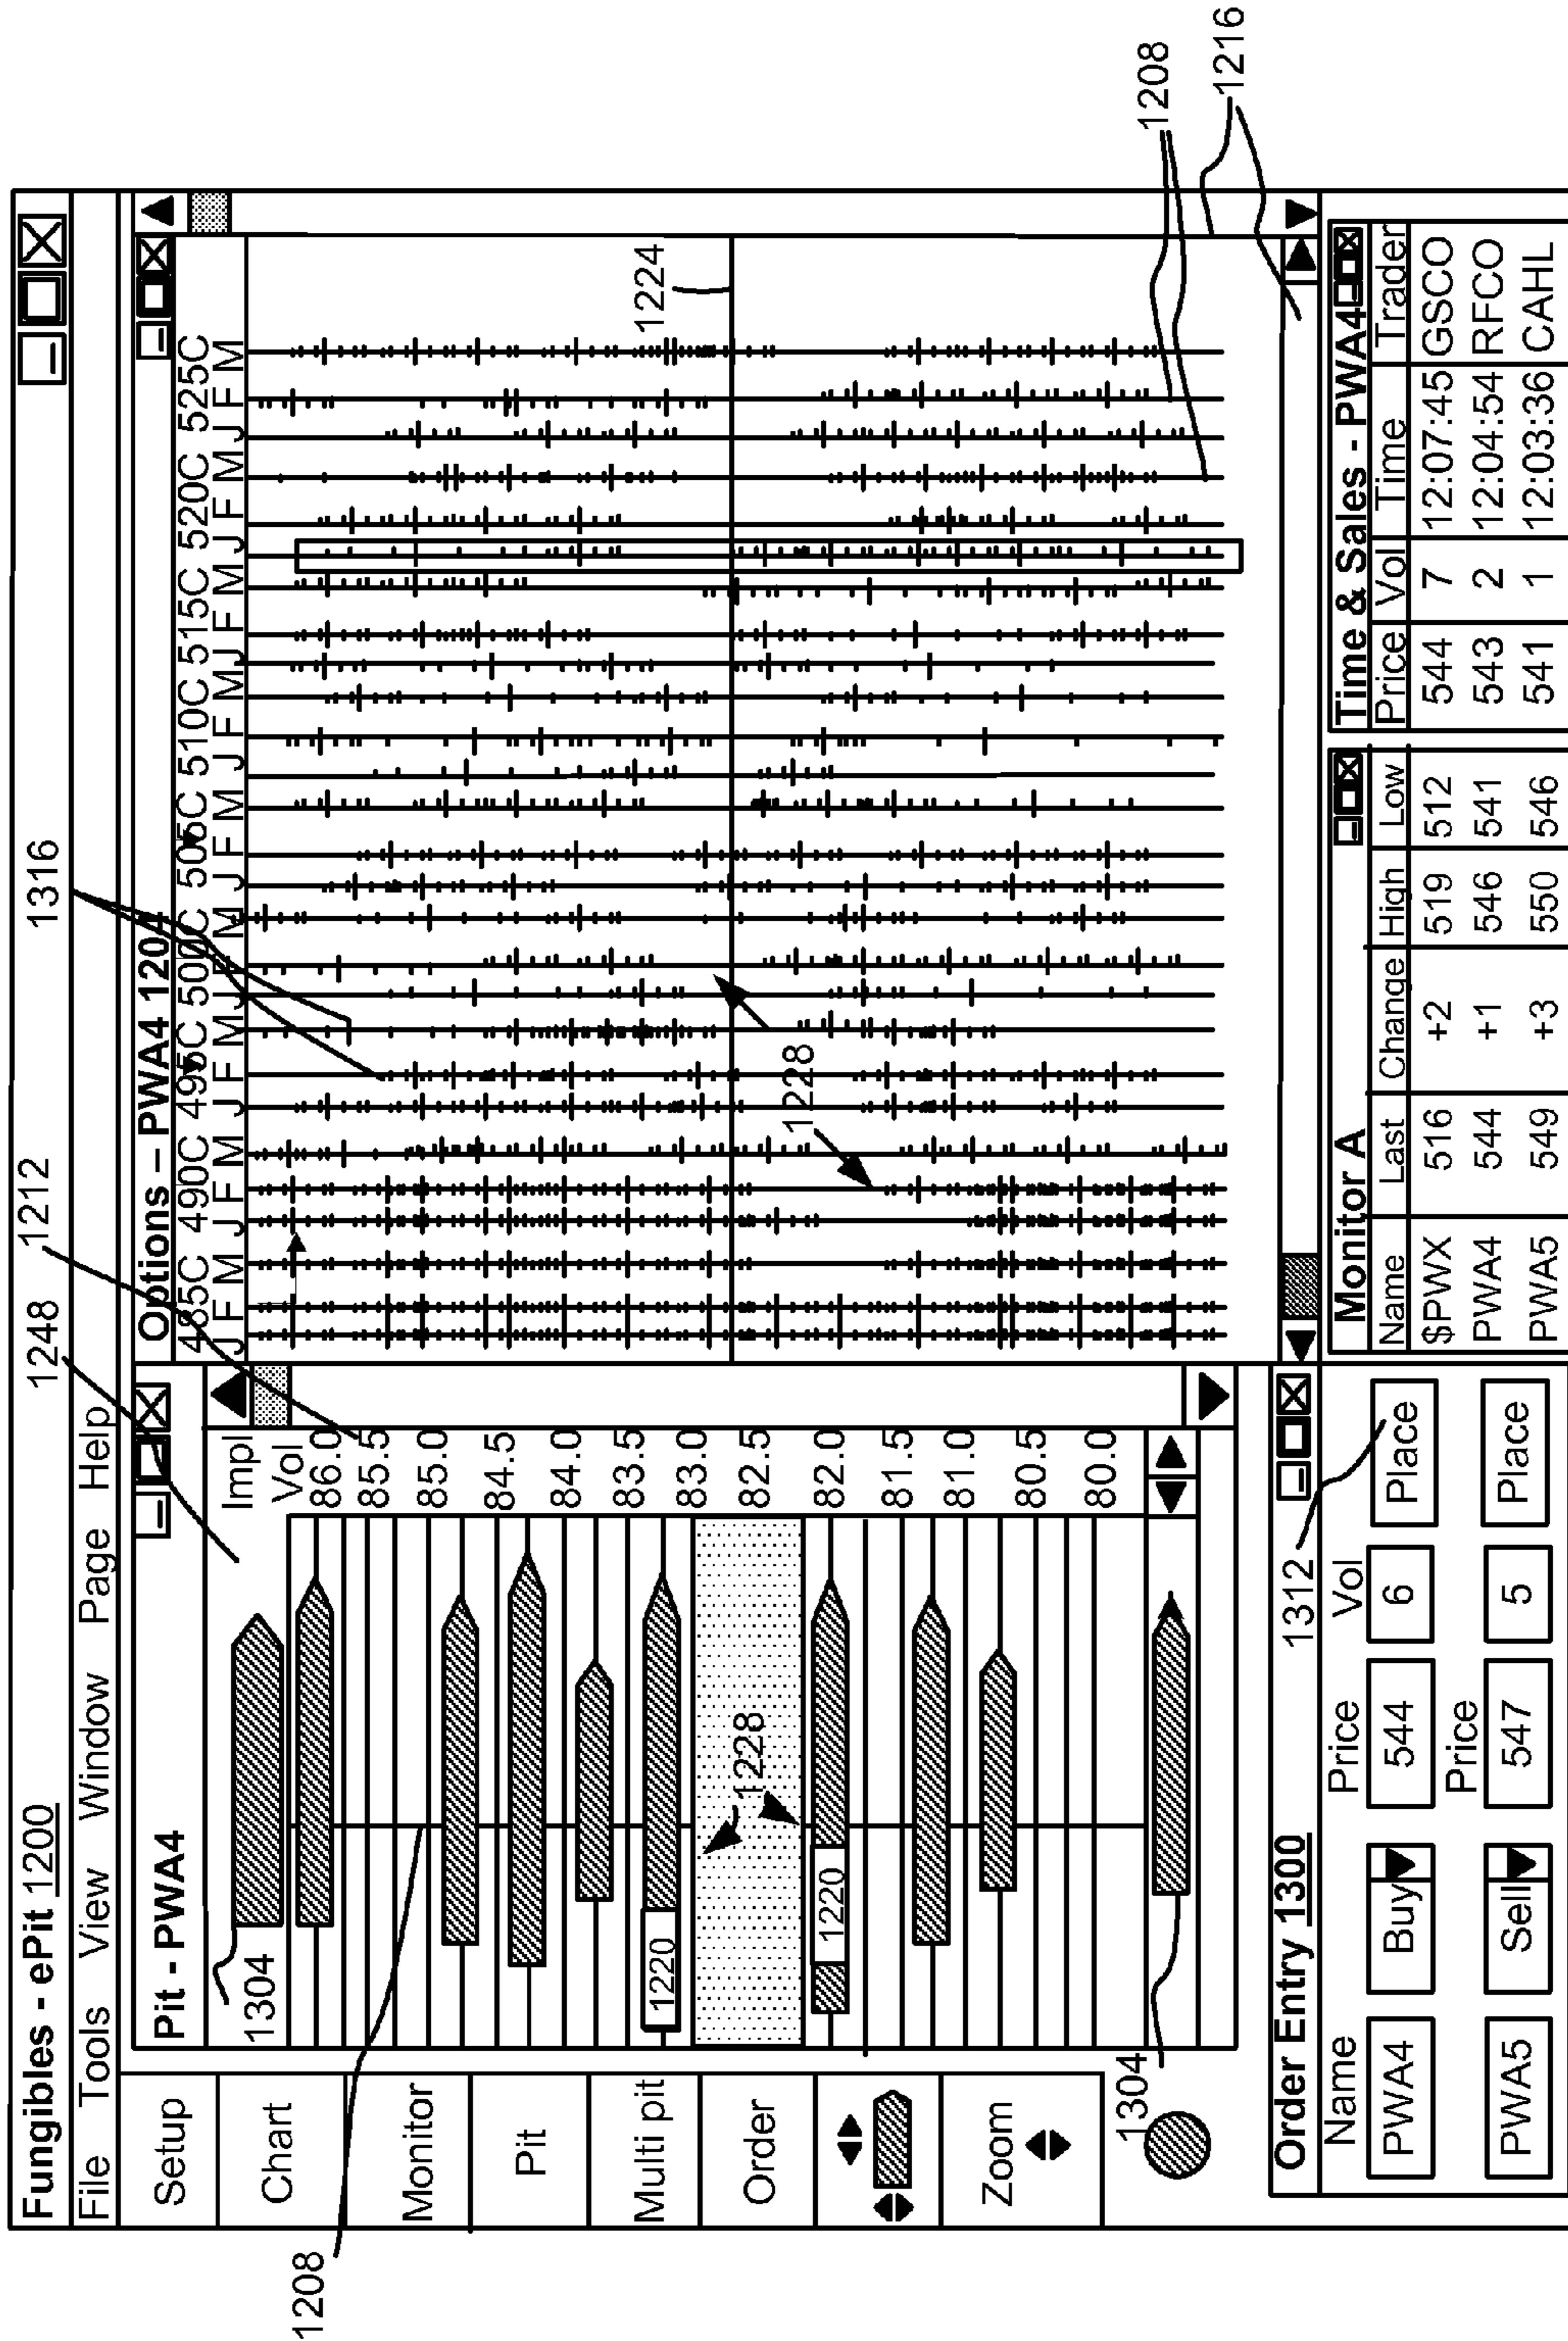 1316
1212
1248
Fungibles - ePit 1200
File Tools View Window Page Help
Setup
Chart
Monitor
Pit
Multi pit
Order
Zoom
1304
1208
Pit - PWA4
1304
Impl
Vol
86.0
85.5
85.0
84.5
84.0
83.5
83.0
82.5
82.0
81.5
81.0
80.5
80.0
1220
1228
1220
Options – PWA4 1204
485C 490C 495C 500C 505C 510C 515C 520C 525C
J F M J F M J F M J F M J F M J F M J F M J F M J F M
1224
1228
1208
1216
Order Entry 1300
1312
Name Price Vol
PWA4 Buy 544 6 Place
Price
PWA5 Sell 547 5 Place
Monitor A
Name Last Change High Low
$PWX 516 +2 519 512
PWA4 544 +1 546 541
PWA5 549 +3 550 546
Time & Sales - PWA4
Price Vol Time Trader
544 7 12:07:45 GSCO
543 2 12:04:54 RFCO
541 1 12:03:36 CAHL